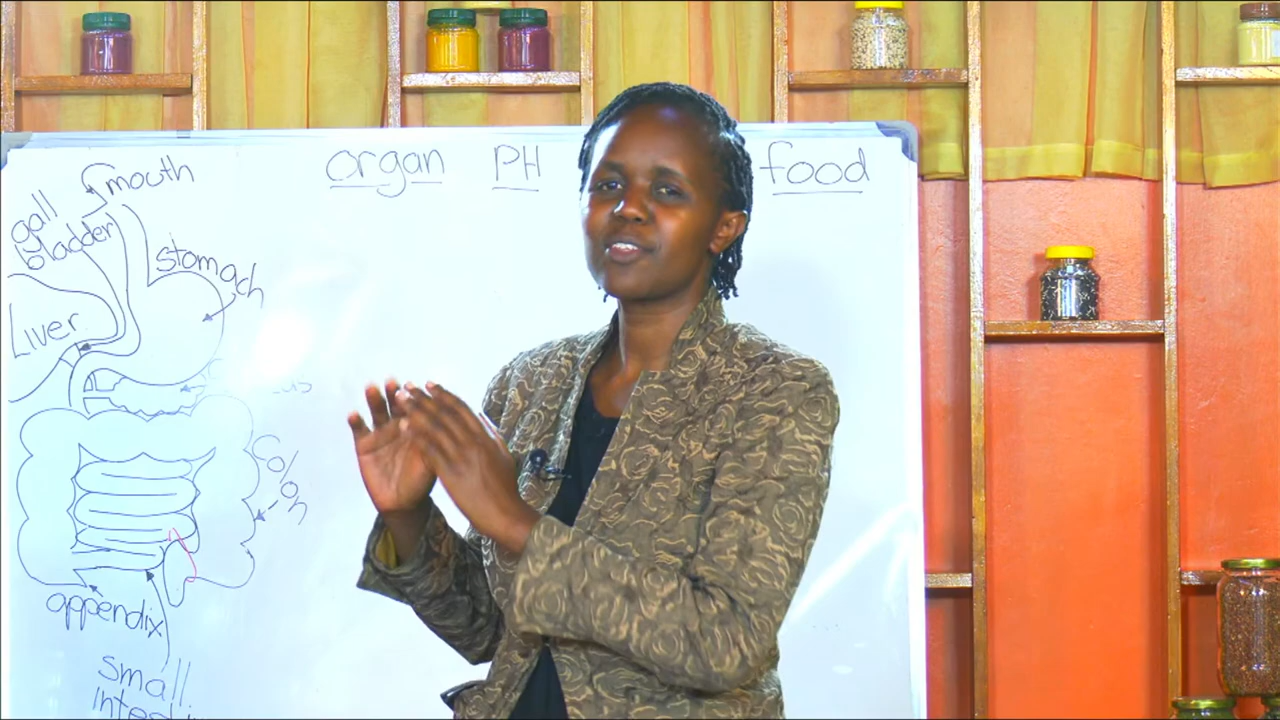 organ PH food
mouth
gall
bladder
stomach
Liver
Colon
appendix
small